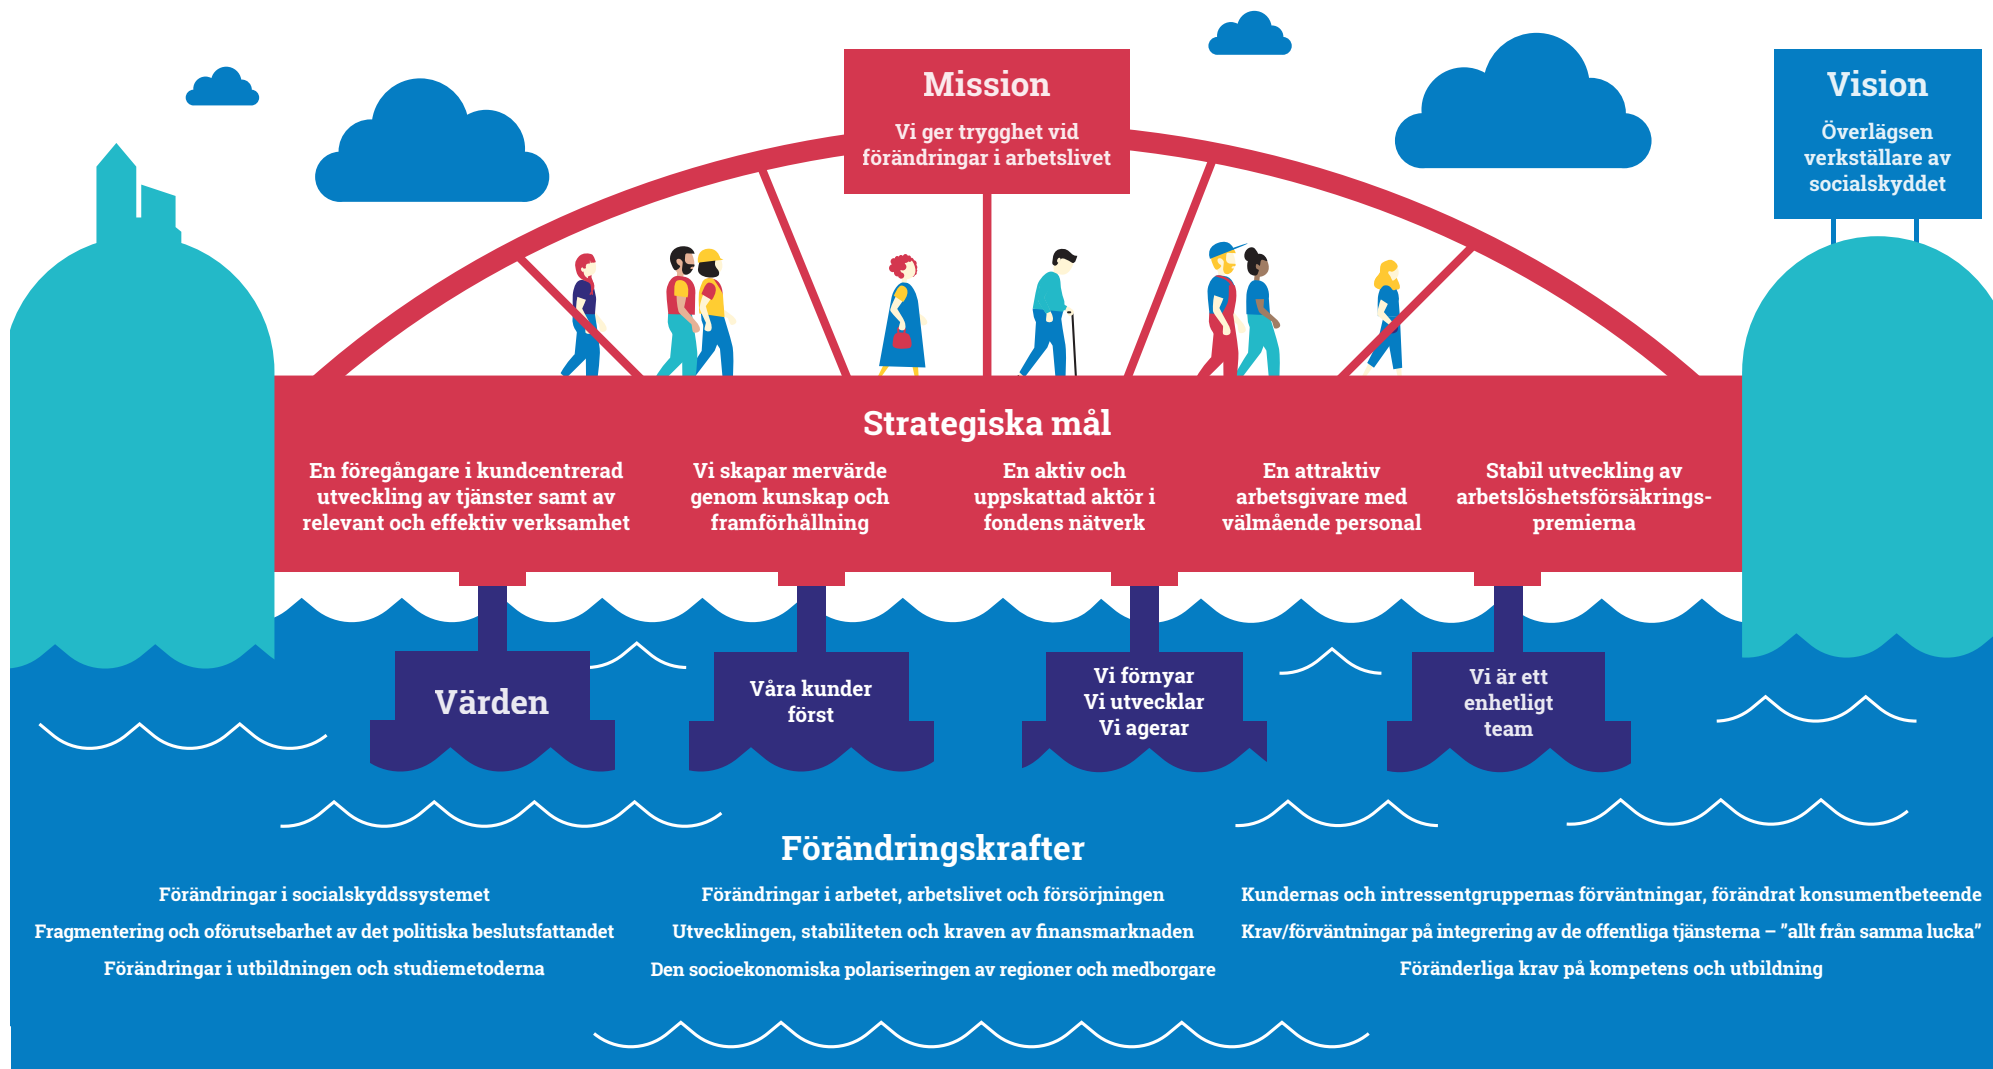 Mission
Vi ger trygghet vid
förändringar i arbetslivet
Vision
Överlägsen
verkställare av
socialskyddet
Strategiska mål
En föregångare i kundcentrerad
utveckling av tjänster samt av
relevant och effektiv verksamhet
Vi skapar mervärde
genom kunskap och
framförhållning
En aktiv och
uppskattad aktör i
fondens nätverk
En attraktiv
arbetsgivare med
välmående personal
Stabil utveckling av
arbetslöshetsförsäkrings-
premierna
Värden
Våra kunder
först
Vi förnyar
Vi utvecklar
Vi agerar
Vi är ett
enhetligt
team
Förändringskrafter
Förändringar i socialskyddssystemet
Fragmentering och oförutsebarhet av det politiska beslutsfattandet
Förändringar i utbildningen och studiemetoderna
Förändringar i arbetet, arbetslivet och försörjningen
Utvecklingen, stabiliteten och kraven av finansmarknaden
Den socioekonomiska polariseringen av regioner och medborgare
Kundernas och intressentgruppernas förväntningar, förändrat konsumentbeteende
Krav/förväntningar på integrering av de offentliga tjänsterna – ”allt från samma lucka”
Föränderliga krav på kompetens och utbildning